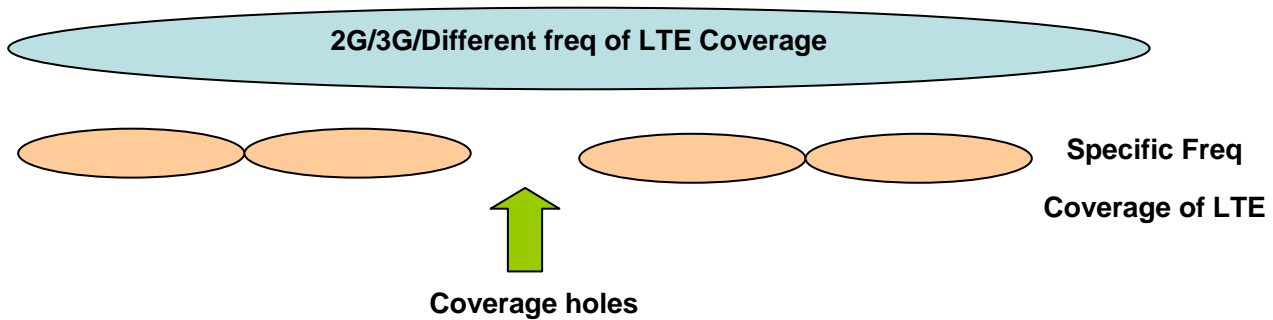 2G/3G/Different freq of LTE Coverage
Specific Freq
Coverage of LTE
Coverage holes